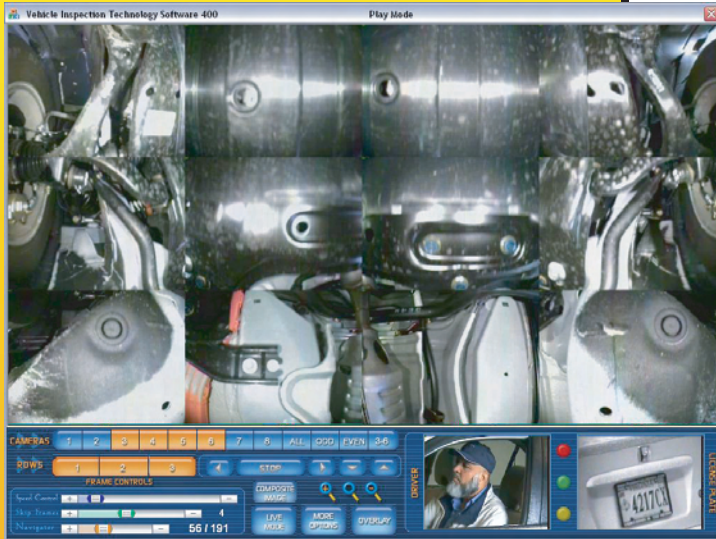 Vehicle Inspection Technology Software 400 Play Mode
CAMERAS 1 2 3 4 5 6 7 8 ALL ODD EVEN 3-6
ROWS 1 2 3 STOP
FRAME CONTROLS
Speed Control + -
Skip Frames + - 4
Navigator + - 56 / 191
COMPOSITE IMAGE
LIVE MODE
MORE OPTIONS
OVERLAY
DRIVER
4217CX
LICENSE PLATE